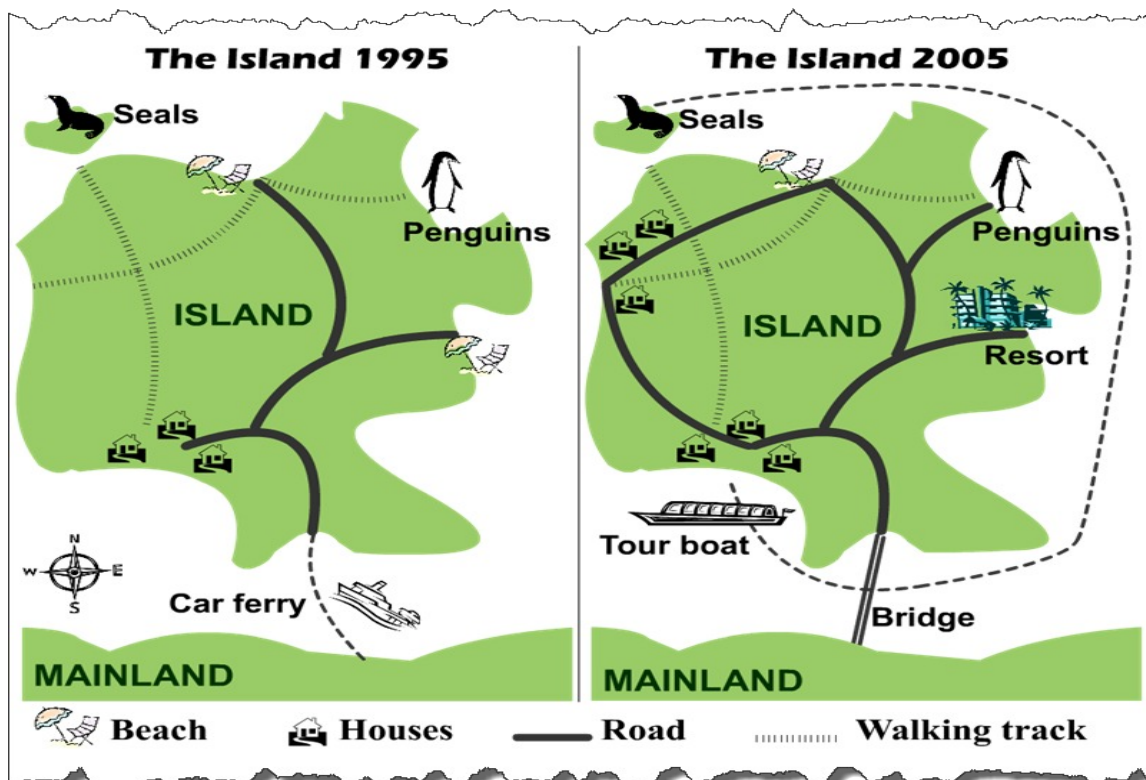 The Island 1995
Seals
Penguins
ISLAND
N
W E
S
Car ferry
MAINLAND
The Island 2005
Seals
Penguins
ISLAND
Resort
Tour boat
Bridge
MAINLAND
Beach Houses Road Walking track